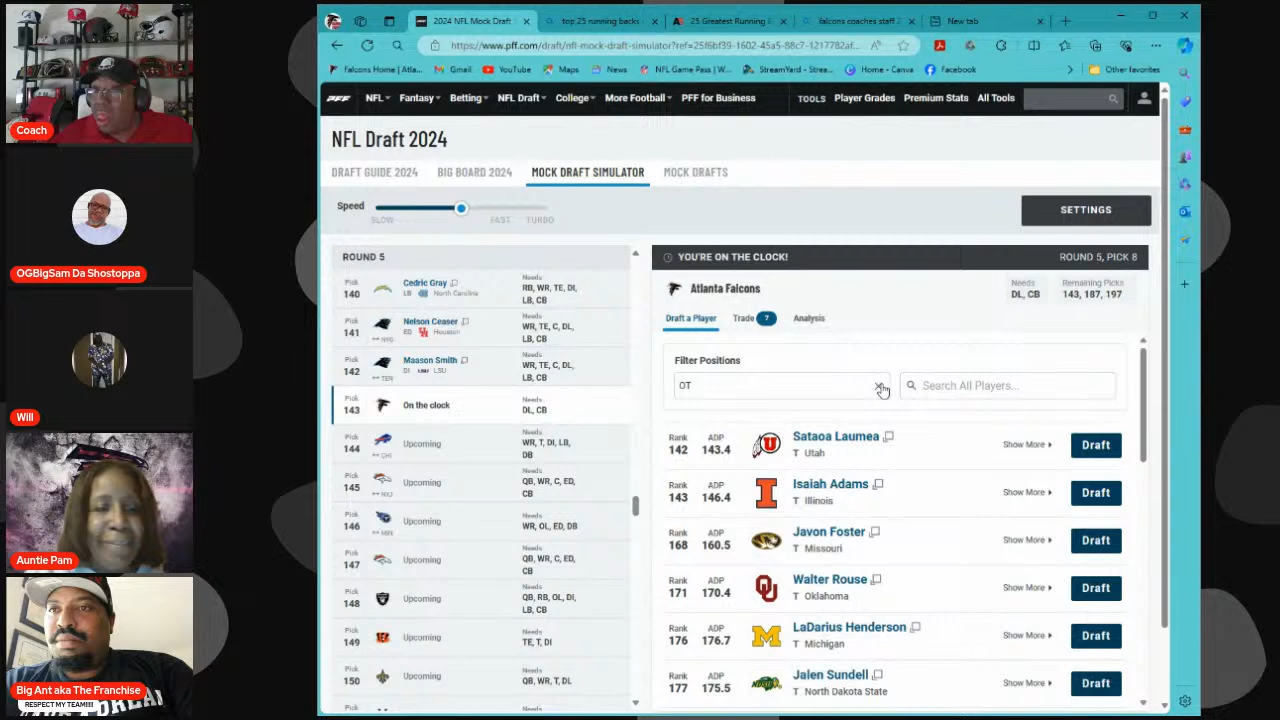 2024 NFL Mock Draft S
top 25 running backs
25 Greatest Running
falcons coaches staff 2
New tab
https://www.pff.com/draft/nfl-mock-draft-simulator?ref=25f6bf39-1602-45a5-88c7-1217782af...
Falcons Home | Atla...
Gmail
YouTube
Maps
News
NFL Game Pass | W...
StreamYard - Strea...
Home - Canva
Facebook
Other favorites
PFF
NFL
Fantasy
Betting
NFL Draft
College
More Football
PFF for Business
TOOLS
Player Grades
Premium Stats
All Tools
NFL Draft 2024
DRAFT GUIDE 2024
BIG BOARD 2024
MOCK DRAFT SIMULATOR
MOCK DRAFTS
Speed
SLOW
FAST
TURBO
SETTINGS
ROUND 5
Pick
140
Cedric Gray
LB North Carolina
Needs
RB, WR, TE, DI,
LB, CB
Pick
141
Nelson Ceaser
ED Houston
Needs
WR, TE, C, DL,
LB, CB
Pick
142
Maason Smith
DI LSU LSU
Needs
WR, TE, C, DL,
LB, CB
Pick
143
On the clock
Needs
DL, CB
Pick
144
Upcoming
Needs
WR, T, DI, LB,
DB
Pick
145
Upcoming
Needs
QB, WR, C, ED,
CB
Pick
146
Upcoming
Needs
WR, OL, ED, DB
Pick
147
Upcoming
Needs
QB, WR, C, ED,
CB
Pick
148
Upcoming
Needs
QB, RB, OL, DI,
LB, CB
Pick
149
Upcoming
Needs
TE, T, DI
Pick
150
Upcoming
Needs
QB, WR, T, DL
YOU'RE ON THE CLOCK!
ROUND 5, PICK 8
Atlanta Falcons
Needs
DL, CB
Remaining Picks
143, 187, 197
Draft a Player
Trade 7
Analysis
Filter Positions
OT
Search All Players...
Rank
142
ADP
143.4
Sataoa Laumea
T Utah
Show More
Draft
Rank
143
ADP
146.4
Isaiah Adams
T Illinois
Show More
Draft
Rank
168
ADP
160.5
Javon Foster
T Missouri
Show More
Draft
Rank
171
ADP
170.4
Walter Rouse
T Oklahoma
Show More
Draft
Rank
176
ADP
176.7
LaDarius Henderson
T Michigan
Show More
Draft
Rank
177
ADP
175.5
Jalen Sundell
T North Dakota State
Show More
Draft
Coach
OGBigSam Da Shostoppa
Will
Auntie Pam
Big Ant aka The Franchise
RESPECT MY TEAM!!!!!